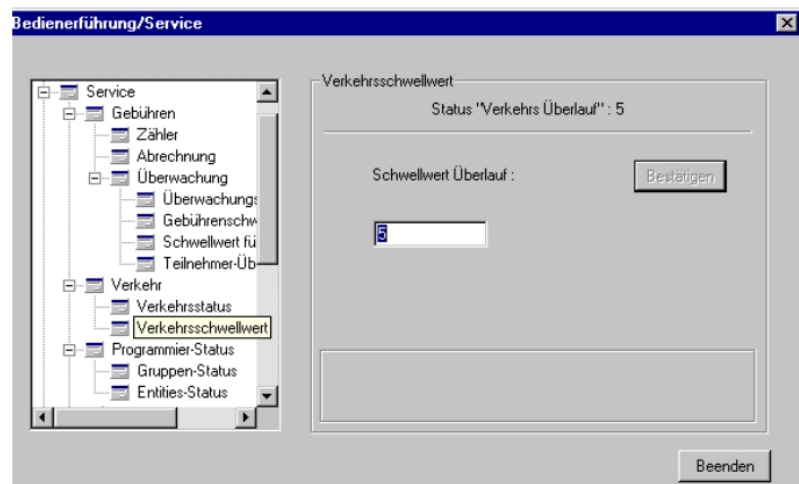 Bedienerführung/Service
Service
Gebühren
Zähler
Abrechnung
Überwachung
Überwachungs
Gebührenschw
Schwellwert fü
Teilnehmer-Üb
Verkehr
Verkehrsstatus
Verkehrsschwellwert
Programmier-Status
Gruppen-Status
Entities-Status
Verkehrsschwellwert
Status "Verkehrs Überlauf" : 5
Schwellwert Überlauf :
Bestätigen
5
Beenden